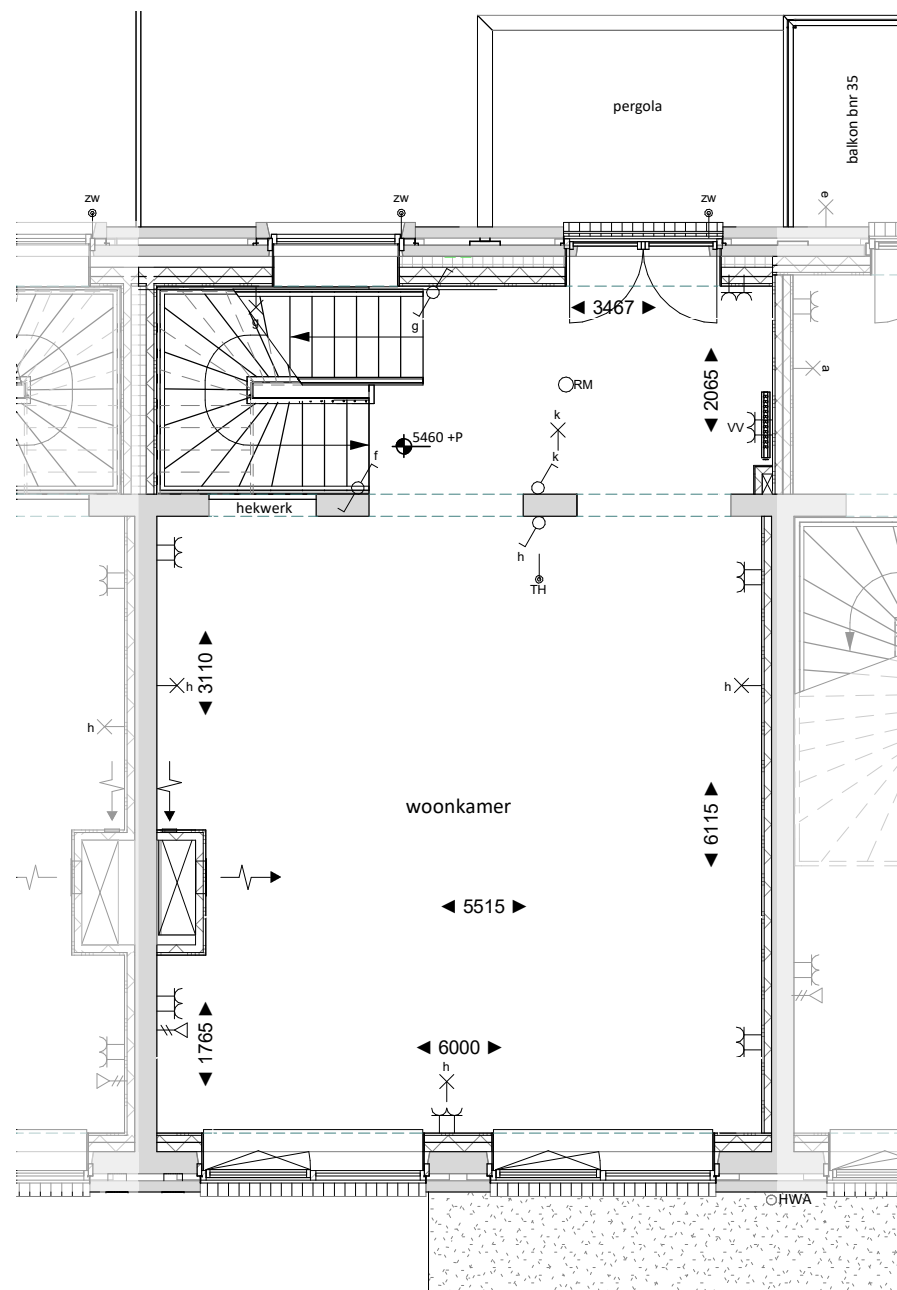 pergola
balkon bnr 35
zw
zw
zw
e
g
g
3467
a
2065
RM
k
VV
5460 +P
f
k
hekwerk
h
TH
3110
h
h
h
woonkamer
6115
5515
1765
6000
h
HWA